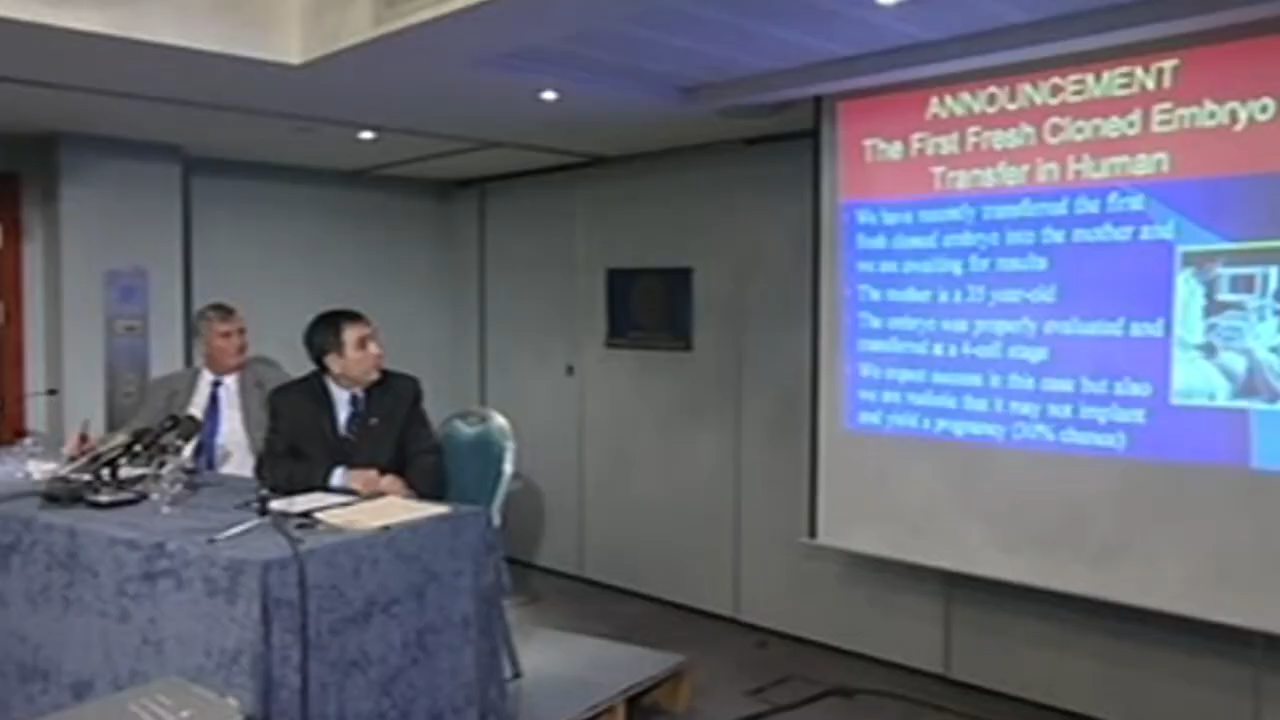 ANNOUNCEMENT
The First Fresh Cloned Embryo
Transfer in Human
We have recently transferred the first
fresh cloned embryo into the mother and
we are awaiting for results
The mother is a 35 year-old
The embryo was properly evaluated and
transferred at a 4-cell stage
We expect success in this case but also
we are realistic that it may not implant
and yield a pregnancy (30% chance)